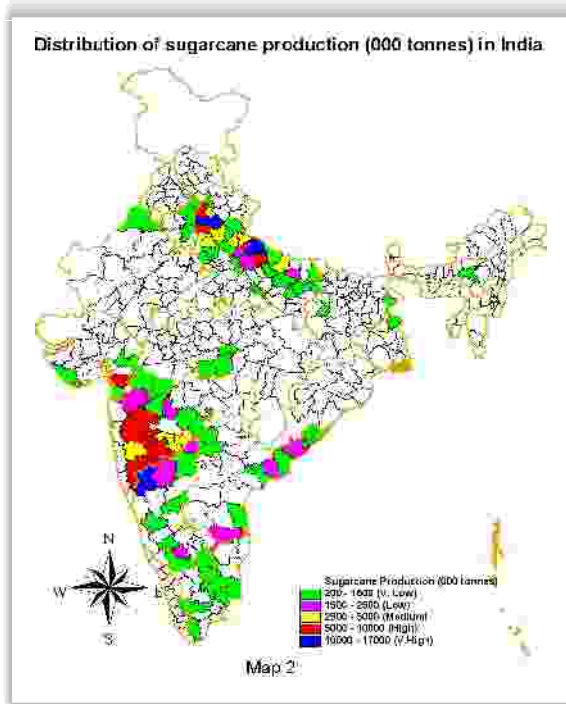 Distribution of sugarcane production (000 tonnes) in India
N
W
E
S
Sugarcane Production (000 tonnes)
200 - 1500 (V. Low)
1500 - 2500 (Low)
2500 - 5000 (Medium)
5000 - 10000 (High)
10000 - 17000 (V.High)
Map 2